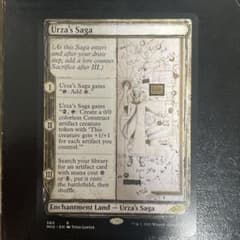 Urza's Saga
(As this Saga enters
and after your draw
step, add a lore counter.
Sacrifice after III.)
I
Urza's Saga gains
": Add ."
II
Urza's Saga gains
": Create a 0/0
colorless Construct
artifact creature
token with 'This
creature gets +1/+1
for each artifact you
control.'"
III
Search your library for
an artifact card with
mana cost or
, put it onto the
battlefield, then
shuffle.
Enchantment Land — Urza's Saga